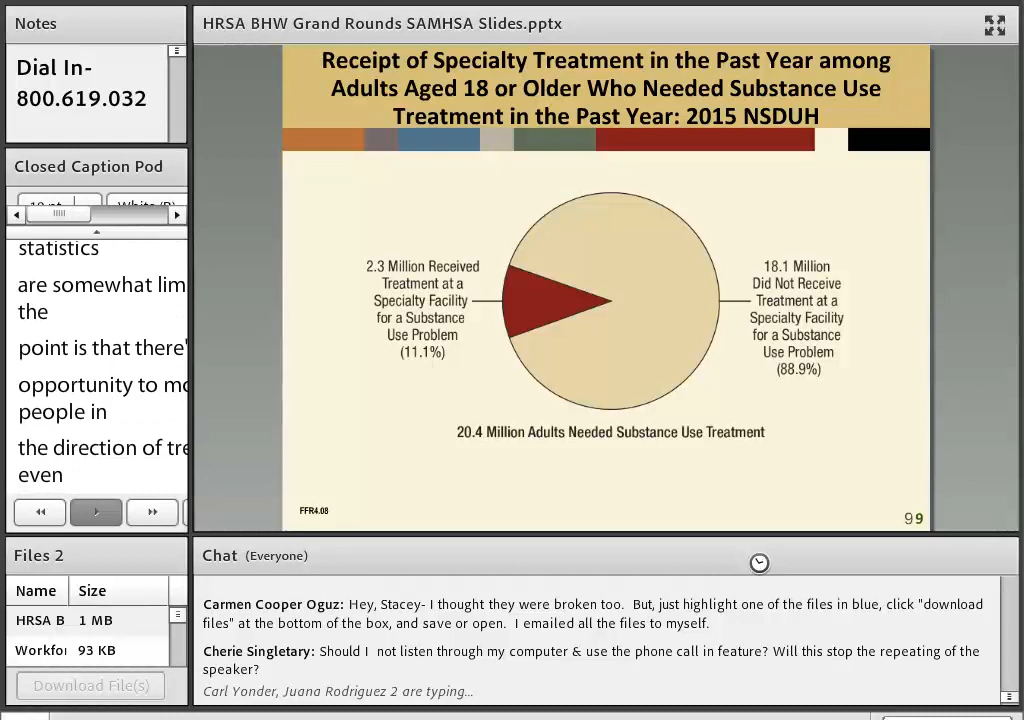 Notes
HRSA BHW Grand Rounds SAMHSA Slides.pptx
Dial In-
800.619.032
Closed Caption Pod
statistics
are somewhat lim
the
point is that there'
opportunity to mo
people in
the direction of tre
even
Receipt of Specialty Treatment in the Past Year among
Adults Aged 18 or Older Who Needed Substance Use
Treatment in the Past Year: 2015 NSDUH
2.3 Million Received
Treatment at a
Specialty Facility
for a Substance
Use Problem
(11.1%)
18.1 Million
Did Not Receive
Treatment at a
Specialty Facility
for a Substance
Use Problem
(88.9%)
20.4 Million Adults Needed Substance Use Treatment
FFR4.08
99
Files 2
Name Size
HRSA B 1 MB
Workfo 93 KB
Download File(s)
Chat (Everyone)
Carmen Cooper Oguz: Hey, Stacey- I thought they were broken too. But, just highlight one of the files in blue, click "download
files" at the bottom of the box, and save or open. I emailed all the files to myself.
Cherie Singletary: Should I not listen through my computer & use the phone call in feature? Will this stop the repeating of the
speaker?
Carl Yonder, Juana Rodriguez 2 are typing...